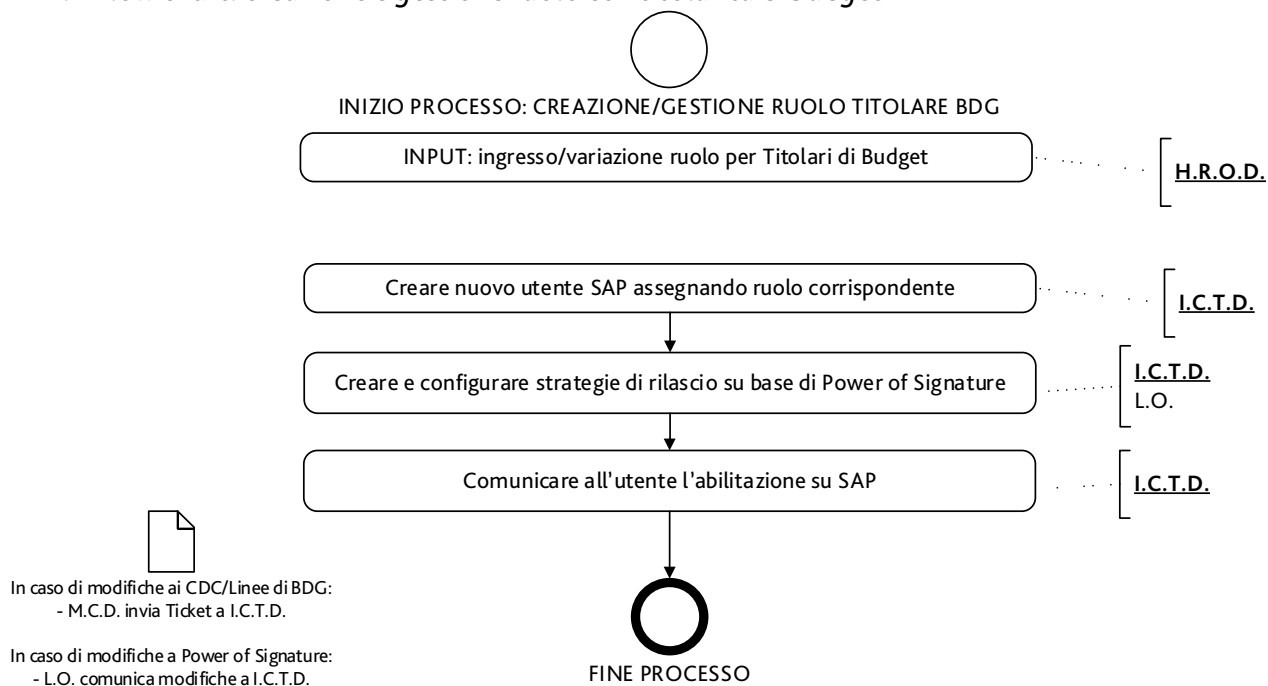 INIZIO PROCESSO: CREAZIONE/GESTIONE RUOLO TITOLARE BDG
INPUT: ingresso/variazione ruolo per Titolari di Budget
H.R.O.D.
Creare nuovo utente SAP assegnando ruolo corrispondente
I.C.T.D.
Creare e configurare strategie di rilascio su base di Power of Signature
I.C.T.D.
L.O.
Comunicare all'utente l'abilitazione su SAP
I.C.T.D.
In caso di modifiche ai CDC/Linee di BDG:
- M.C.D. invia Ticket a I.C.T.D.
In caso di modifiche a Power of Signature:
- L.O. comunica modifiche a I.C.T.D.
FINE PROCESSO